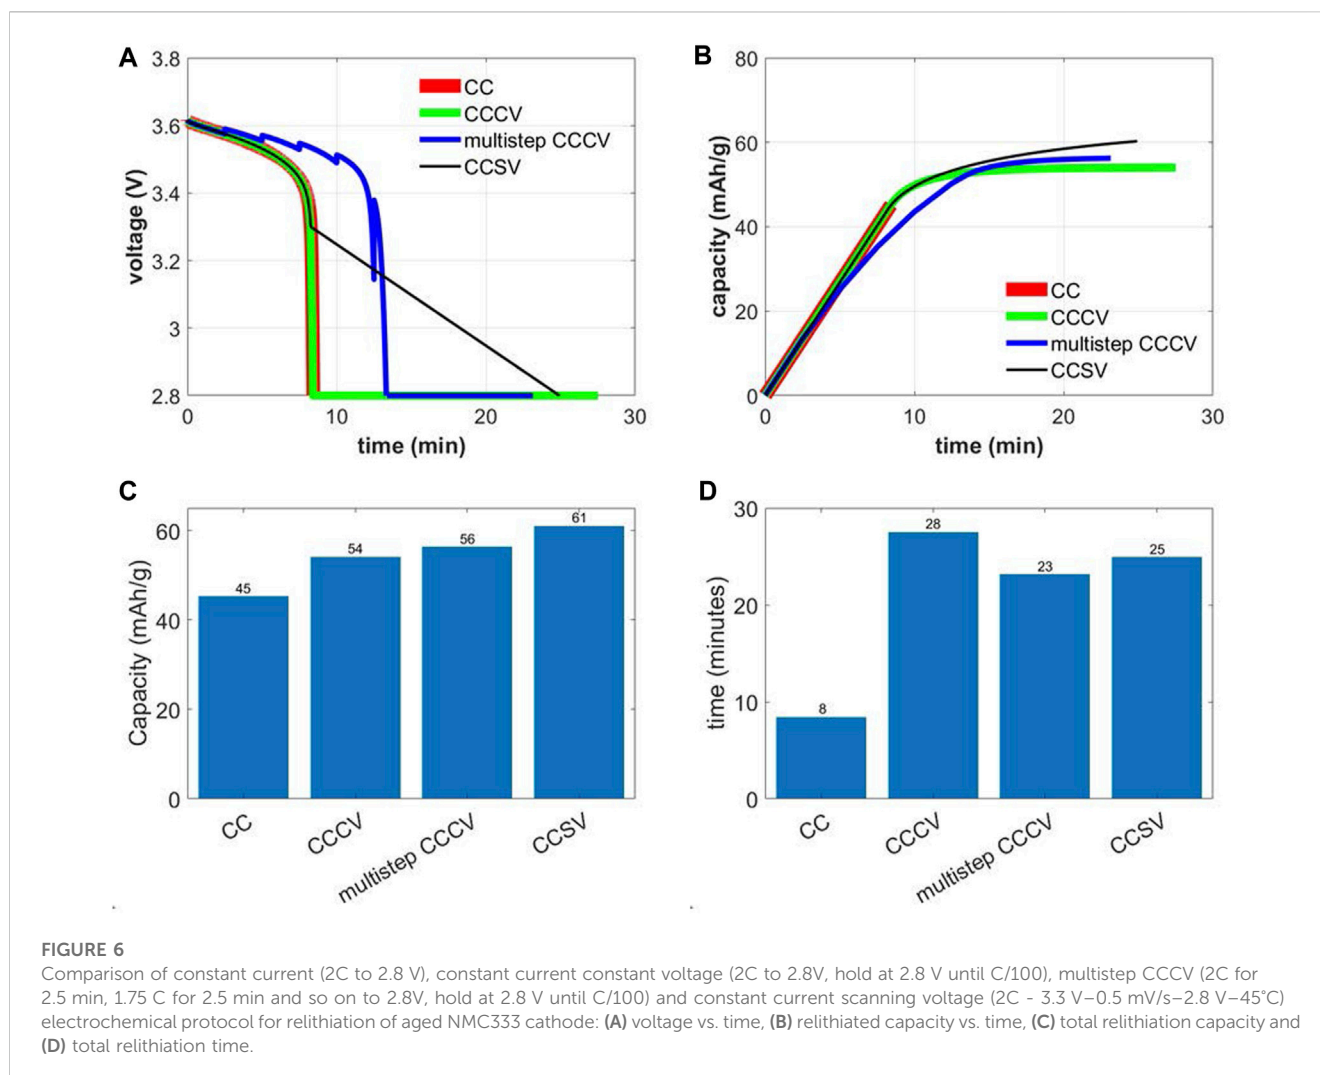 A
3.8
3.6
3.4
3.2
3
2.8
voltage (V)
CC
CCCV
multistep CCCV
CCSV
0
10
20
30
time (min)
B
80
60
40
20
0
capacity (mAh/g)
CC
CCCV
multistep CCCV
CCSV
0
10
20
30
time (min)
C
60
40
20
0
Capacity (mAh/g)
45
54
56
61
CC
CCCV
multistep CCCV
CCSV
D
30
20
10
0
time (minutes)
8
28
23
25
CC
CCCV
multistep CCCV
CCSV
FIGURE 6
Comparison of constant current (2C to 2.8 V), constant current constant voltage (2C to 2.8V, hold at 2.8 V until C/100), multistep CCCV (2C for
2.5 min, 1.75 C for 2.5 min and so on to 2.8V, hold at 2.8 V until C/100) and constant current scanning voltage (2C - 3.3 V–0.5 mV/s–2.8 V–45°C)
electrochemical protocol for relithiation of aged NMC333 cathode: (A) voltage vs. time, (B) relithiated capacity vs. time, (C) total relithiation capacity and
(D) total relithiation time.